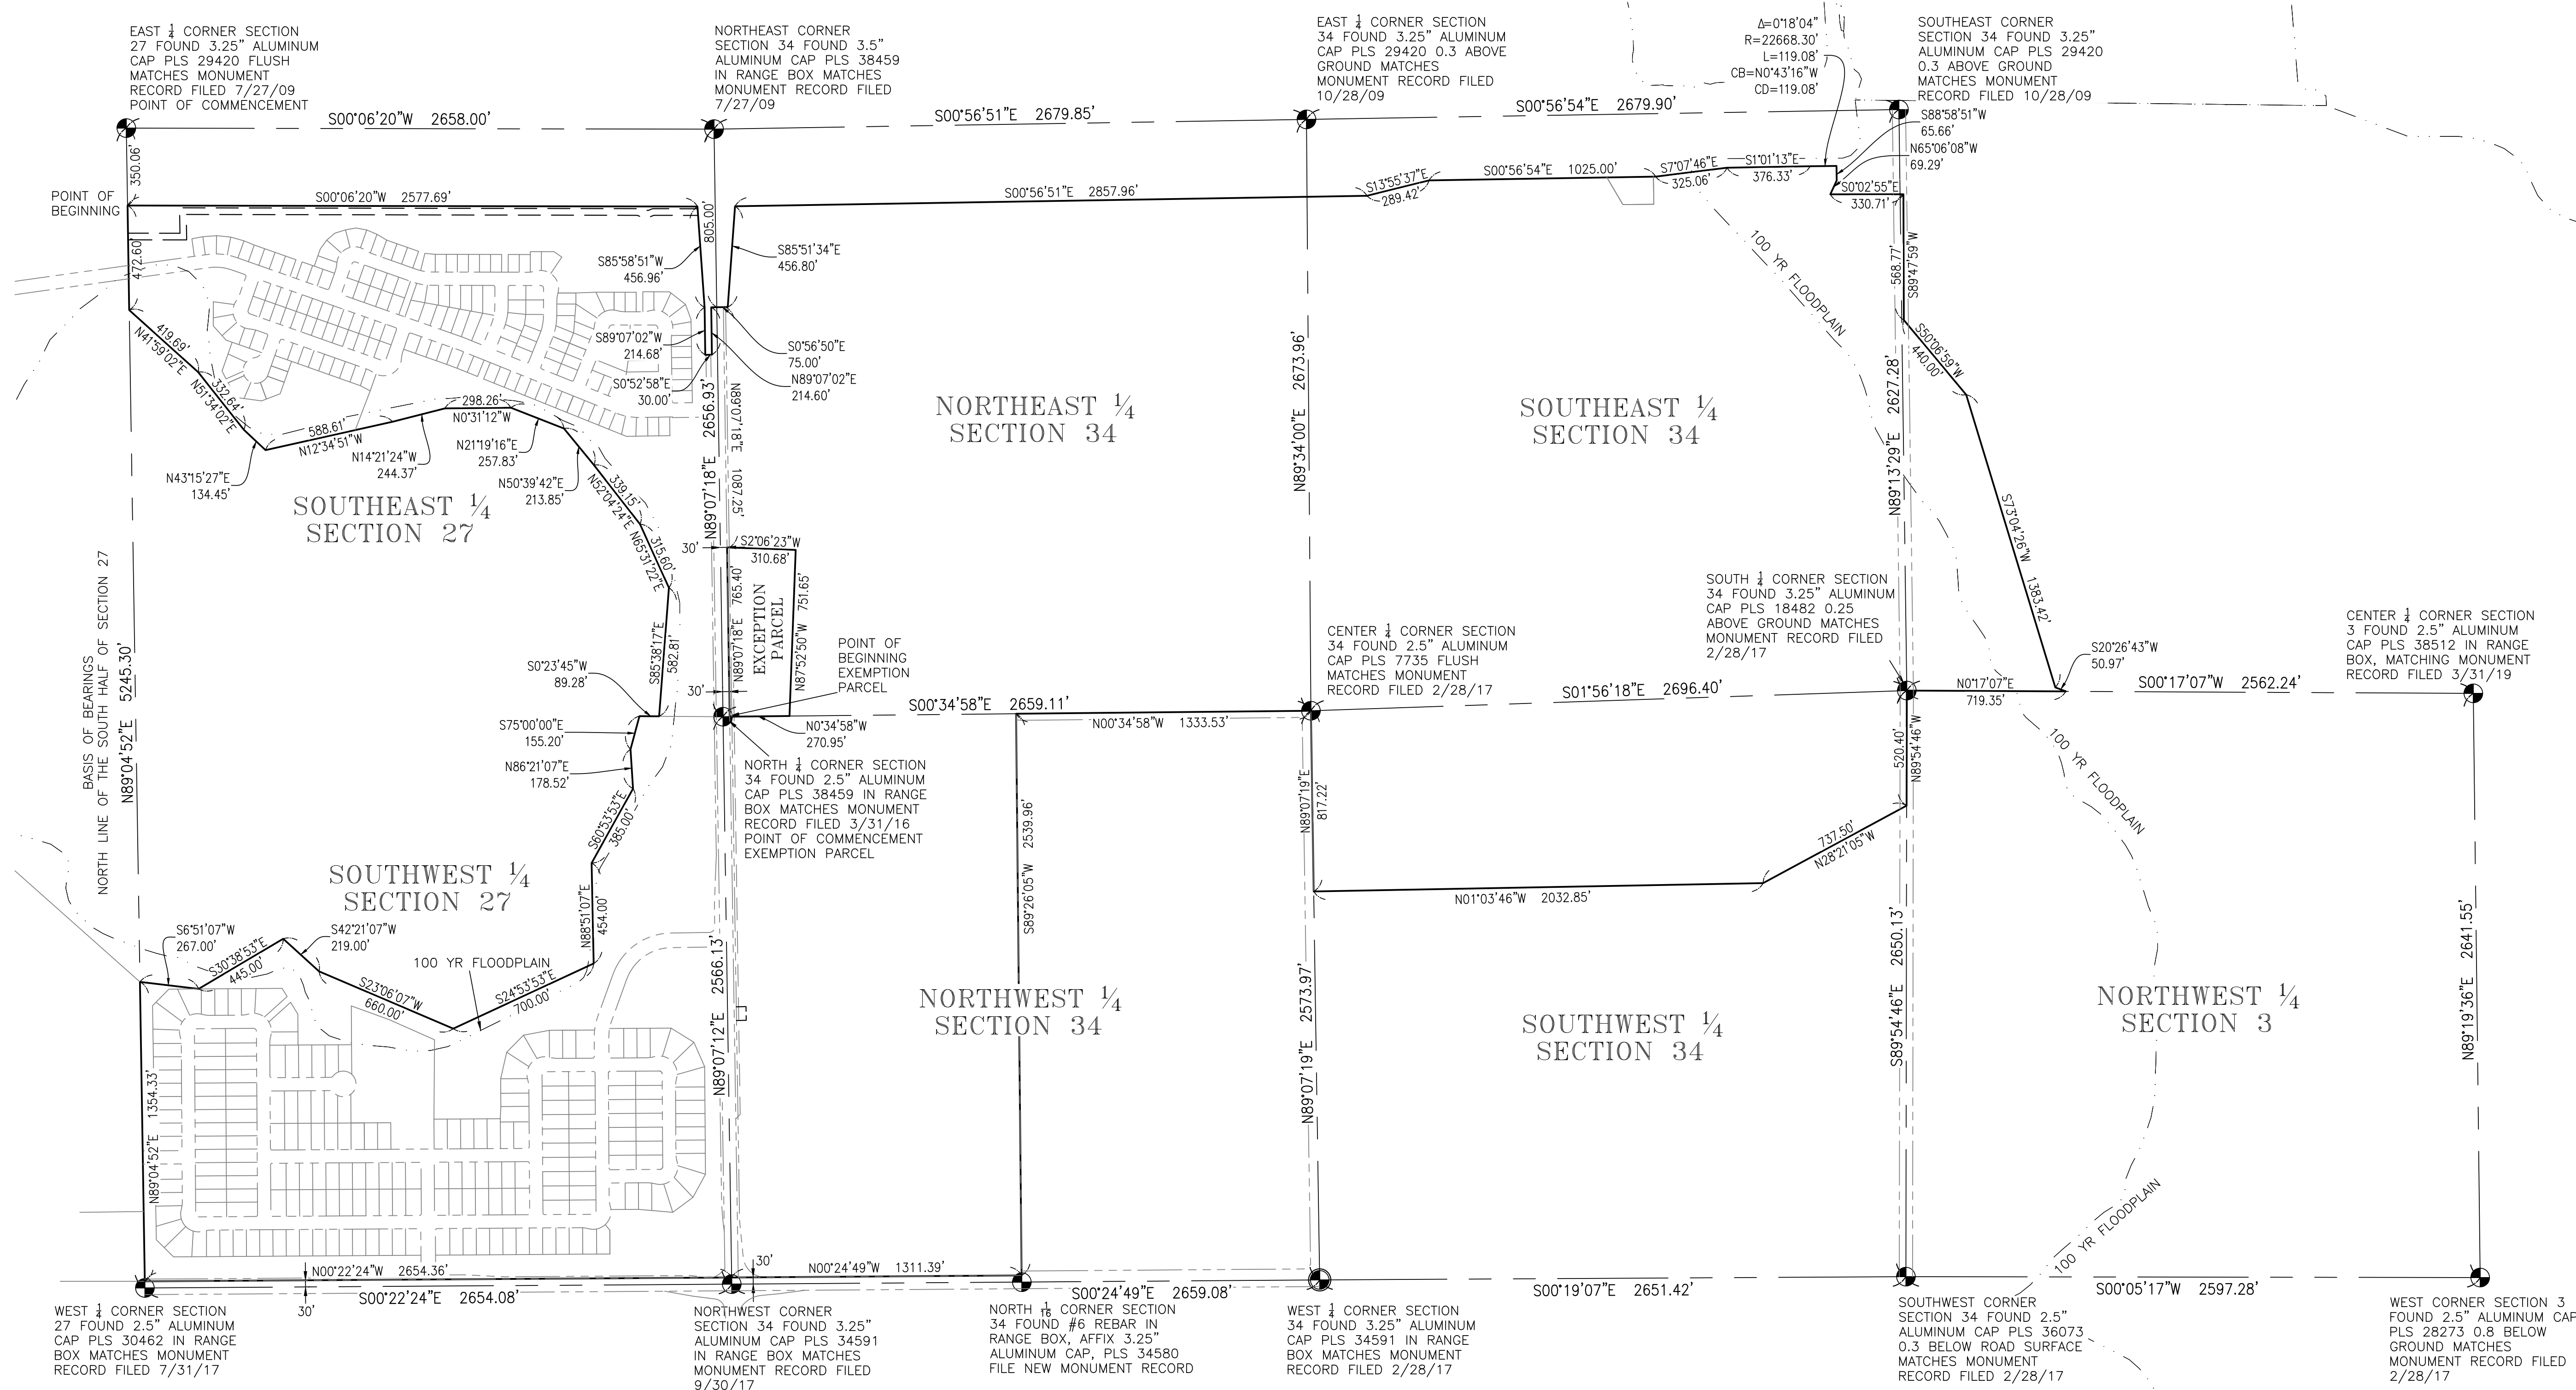 EAST 1/4 CORNER SECTION
27 FOUND 3.25" ALUMINUM
CAP PLS 29420 FLUSH
MATCHES MONUMENT
RECORD FILED 7/27/09
POINT OF COMMENCEMENT
NORTHEAST CORNER
SECTION 34 FOUND 3.5"
ALUMINUM CAP PLS 38459
IN RANGE BOX MATCHES
MONUMENT RECORD FILED
7/27/09
EAST 1/4 CORNER SECTION
34 FOUND 3.25" ALUMINUM
CAP PLS 29420 0.3 ABOVE
GROUND MATCHES
MONUMENT RECORD FILED
10/28/09
Δ=0°18'04"
R=22668.30'
L=119.08'
CB=N0°43'16"W
CD=119.08'
SOUTHEAST CORNER
SECTION 34 FOUND 3.25"
ALUMINUM CAP PLS 29420
0.3 ABOVE GROUND
MATCHES MONUMENT
RECORD FILED 10/28/09
S00°06'20"W 2658.00'
S00°56'51"E 2679.85'
S00°56'54"E 2679.90'
S88°58'51"W
65.66'
N65°06'08"W
69.29'
350.06'
POINT OF
BEGINNING
S00°06'20"W 2577.69'
805.00'
S00°56'51"E 2857.96'
S13°55'37"E
289.42'
S00°56'54"E 1025.00'
S7°07'46"E
325.06'
S1°01'13"E
376.33'
S0°02'55"E
330.71'
472.60'
S85°58'51"W
456.96'
S85°51'34"E
456.80'
100 YR FLOODPLAIN
568.77'
S89°47'59"W
S89°07'02"W
214.68'
S0°56'50"E
75.00'
S0°52'58"E
30.00'
N89°07'02"E
214.60'
419.69'
N41°59'02"E
332.64'
N51°34'02"E
N43°15'27"E
134.45'
588.61'
N12°34'51"W
N14°21'24"W
244.37'
298.26'
N0°31'12"W
N21°19'16"E
257.83'
N50°39'42"E
213.85'
339.15'
N52°04'24"E
315.60'
N65°31'22"E
N89°07'18"E 2656.93'
N89°07'18"E 1087.25'
NORTHEAST 1/4
SECTION 34
N89°34'00"E 2673.96'
SOUTHEAST 1/4
SECTION 34
N89°13'29"E 2627.28'
S50°06'59"W
440.00'
S73°04'26"W 1383.42'
SOUTHEAST 1/4
SECTION 27
30'
S2°06'23"W
310.68'
N89°07'18"E 765.40'
EXCEPTION
PARCEL
N87°52'50"W 751.65'
30'
BASIS OF BEARINGS
NORTH LINE OF THE SOUTH HALF OF SECTION 27
N89°04'52"E 5245.30'
S85°38'17"E
582.81'
S0°23'45"W
89.28'
S75°00'00"E
155.20'
N86°21'07"E
178.52'
S60°53'53"E
385.00'
POINT OF
BEGINNING
EXEMPTION
PARCEL
N0°34'58"W
270.95'
NORTH 1/4 CORNER SECTION
34 FOUND 2.5" ALUMINUM
CAP PLS 38459 IN RANGE
BOX MATCHES MONUMENT
RECORD FILED 3/31/16
POINT OF COMMENCEMENT
EXEMPTION PARCEL
S00°34'58"E 2659.11'
N00°34'58"W 1333.53'
CENTER 1/4 CORNER SECTION
34 FOUND 2.5" ALUMINUM
CAP PLS 7735 FLUSH
MATCHES MONUMENT
RECORD FILED 2/28/17
S01°56'18"E 2696.40'
SOUTH 1/4 CORNER SECTION
34 FOUND 3.25" ALUMINUM
CAP PLS 18482 0.25
ABOVE GROUND MATCHES
MONUMENT RECORD FILED
2/28/17
S20°26'43"W
50.97'
N0°17'07"E
719.35'
S00°17'07"W 2562.24'
CENTER 1/4 CORNER SECTION
3 FOUND 2.5" ALUMINUM
CAP PLS 38512 IN RANGE
BOX, MATCHING MONUMENT
RECORD FILED 3/31/19
100 YR FLOODPLAIN
SOUTHWEST 1/4
SECTION 27
S6°51'07"W
267.00'
S30°38'53"E
445.00'
S42°21'07"W
219.00'
S23°06'07"W
660.00'
100 YR FLOODPLAIN
S24°53'53"E
700.00'
N88°51'07"E
454.00'
N89°07'12"E 2566.13'
S89°26'05"W 2539.96'
N89°07'19"E
817.22'
N01°03'46"W 2032.85'
737.50'
N28°21'05"W
520.40'
N89°54'46"W
NORTHWEST 1/4
SECTION 34
N89°07'19"E 2573.97'
SOUTHWEST 1/4
SECTION 34
S89°54'46"E 2650.13'
NORTHWEST 1/4
SECTION 3
N89°19'36"E 2641.55'
100 YR FLOODPLAIN
N89°04'52"E 1354.33'
N00°22'24"W 2654.36'
30'
N00°24'49"W 1311.39'
S00°22'24"E 2654.08'
30'
S00°24'49"E 2659.08'
S00°19'07"E 2651.42'
S00°05'17"W 2597.28'
WEST 1/4 CORNER SECTION
27 FOUND 2.5" ALUMINUM
CAP PLS 30462 IN RANGE
BOX MATCHES MONUMENT
RECORD FILED 7/31/17
NORTHWEST CORNER
SECTION 34 FOUND 3.25"
ALUMINUM CAP PLS 34591
IN RANGE BOX MATCHES
MONUMENT RECORD FILED
9/30/17
NORTH 1/16 CORNER SECTION
34 FOUND #6 REBAR IN
RANGE BOX, AFFIX 3.25"
ALUMINUM CAP, PLS 34580
FILE NEW MONUMENT RECORD
WEST 1/4 CORNER SECTION
34 FOUND 3.25" ALUMINUM
CAP PLS 34591 IN RANGE
BOX MATCHES MONUMENT
RECORD FILED 2/28/17
SOUTHWEST CORNER
SECTION 34 FOUND 2.5"
ALUMINUM CAP PLS 36073
0.3 BELOW ROAD SURFACE
MATCHES MONUMENT
RECORD FILED 2/28/17
WEST CORNER SECTION 3
FOUND 2.5" ALUMINUM CAP
PLS 28273 0.8 BELOW
GROUND MATCHES
MONUMENT RECORD FILED
2/28/17